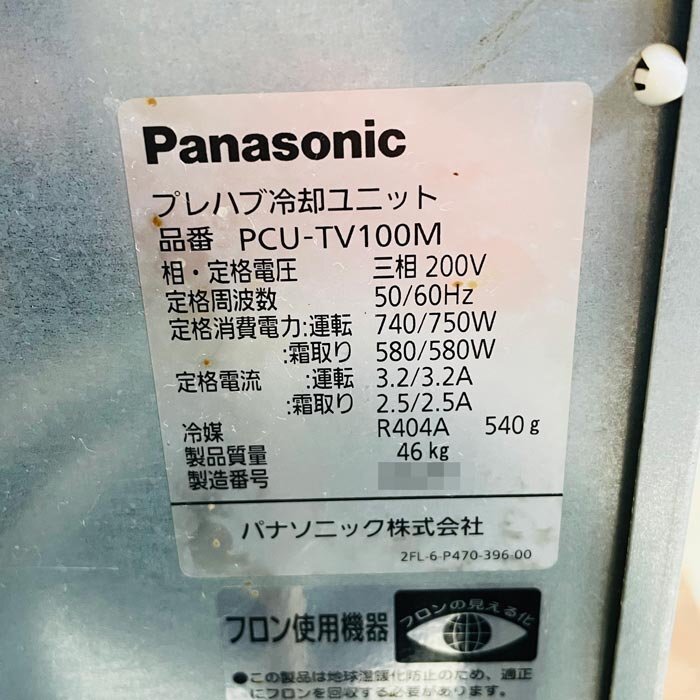 Panasonic
プレハブ冷却ユニット
品番 PCU-TV100M
相・定格電圧 三相 200V
定格周波数 50/60Hz
定格消費電力:運転 740/750W
:霜取り 580/580W
定格電流 :運転 3.2/3.2A
:霜取り 2.5/2.5A
冷媒 R404A 540g
製品質量 46kg
製造番号
パナソニック株式会社
2FL-6-P470-396-00
フロン使用機器
フロンの見える化
●この製品は地球温暖化防止のため、適正
にフロンを回収する必要があります。